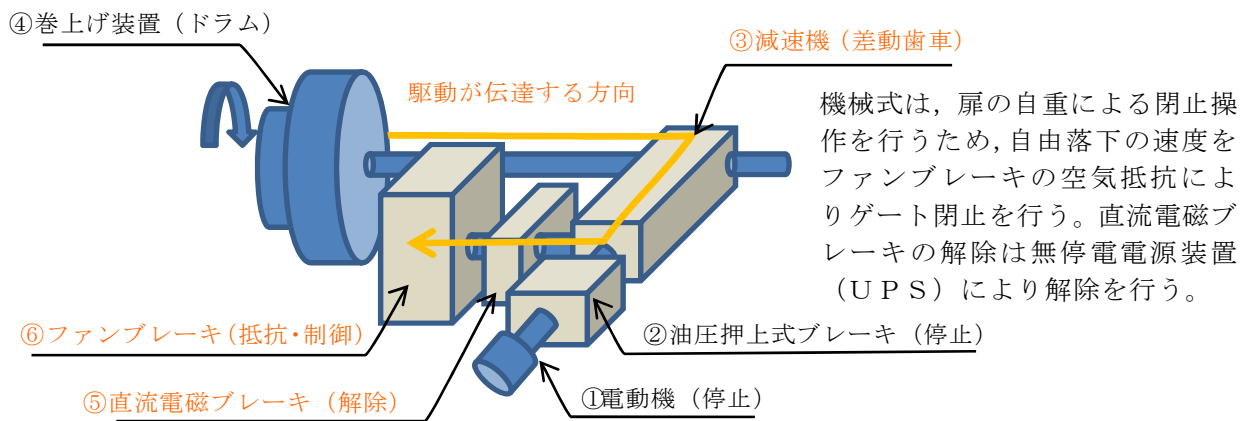 ④巻上げ装置（ドラム）
③減速機（差動歯車）
駆動が伝達する方向
機械式は，扉の自重による閉止操
作を行うため，自由落下の速度を
ファンブレーキの空気抵抗によ
りゲート閉止を行う。直流電磁ブ
レーキの解除は無停電電源装置
（ＵＰＳ）により解除を行う。
⑥ファンブレーキ（抵抗・制御）
②油圧押上式ブレーキ（停止）
⑤直流電磁ブレーキ（解除）
①電動機（停止）